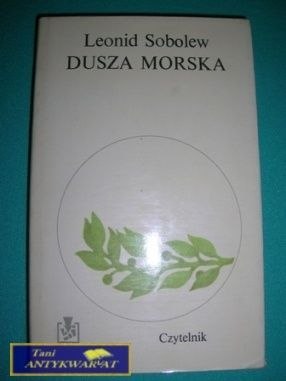 Leonid Sobolew
DUSZA MORSKA
Czytelnik
Tani
ANTYKWARIAT